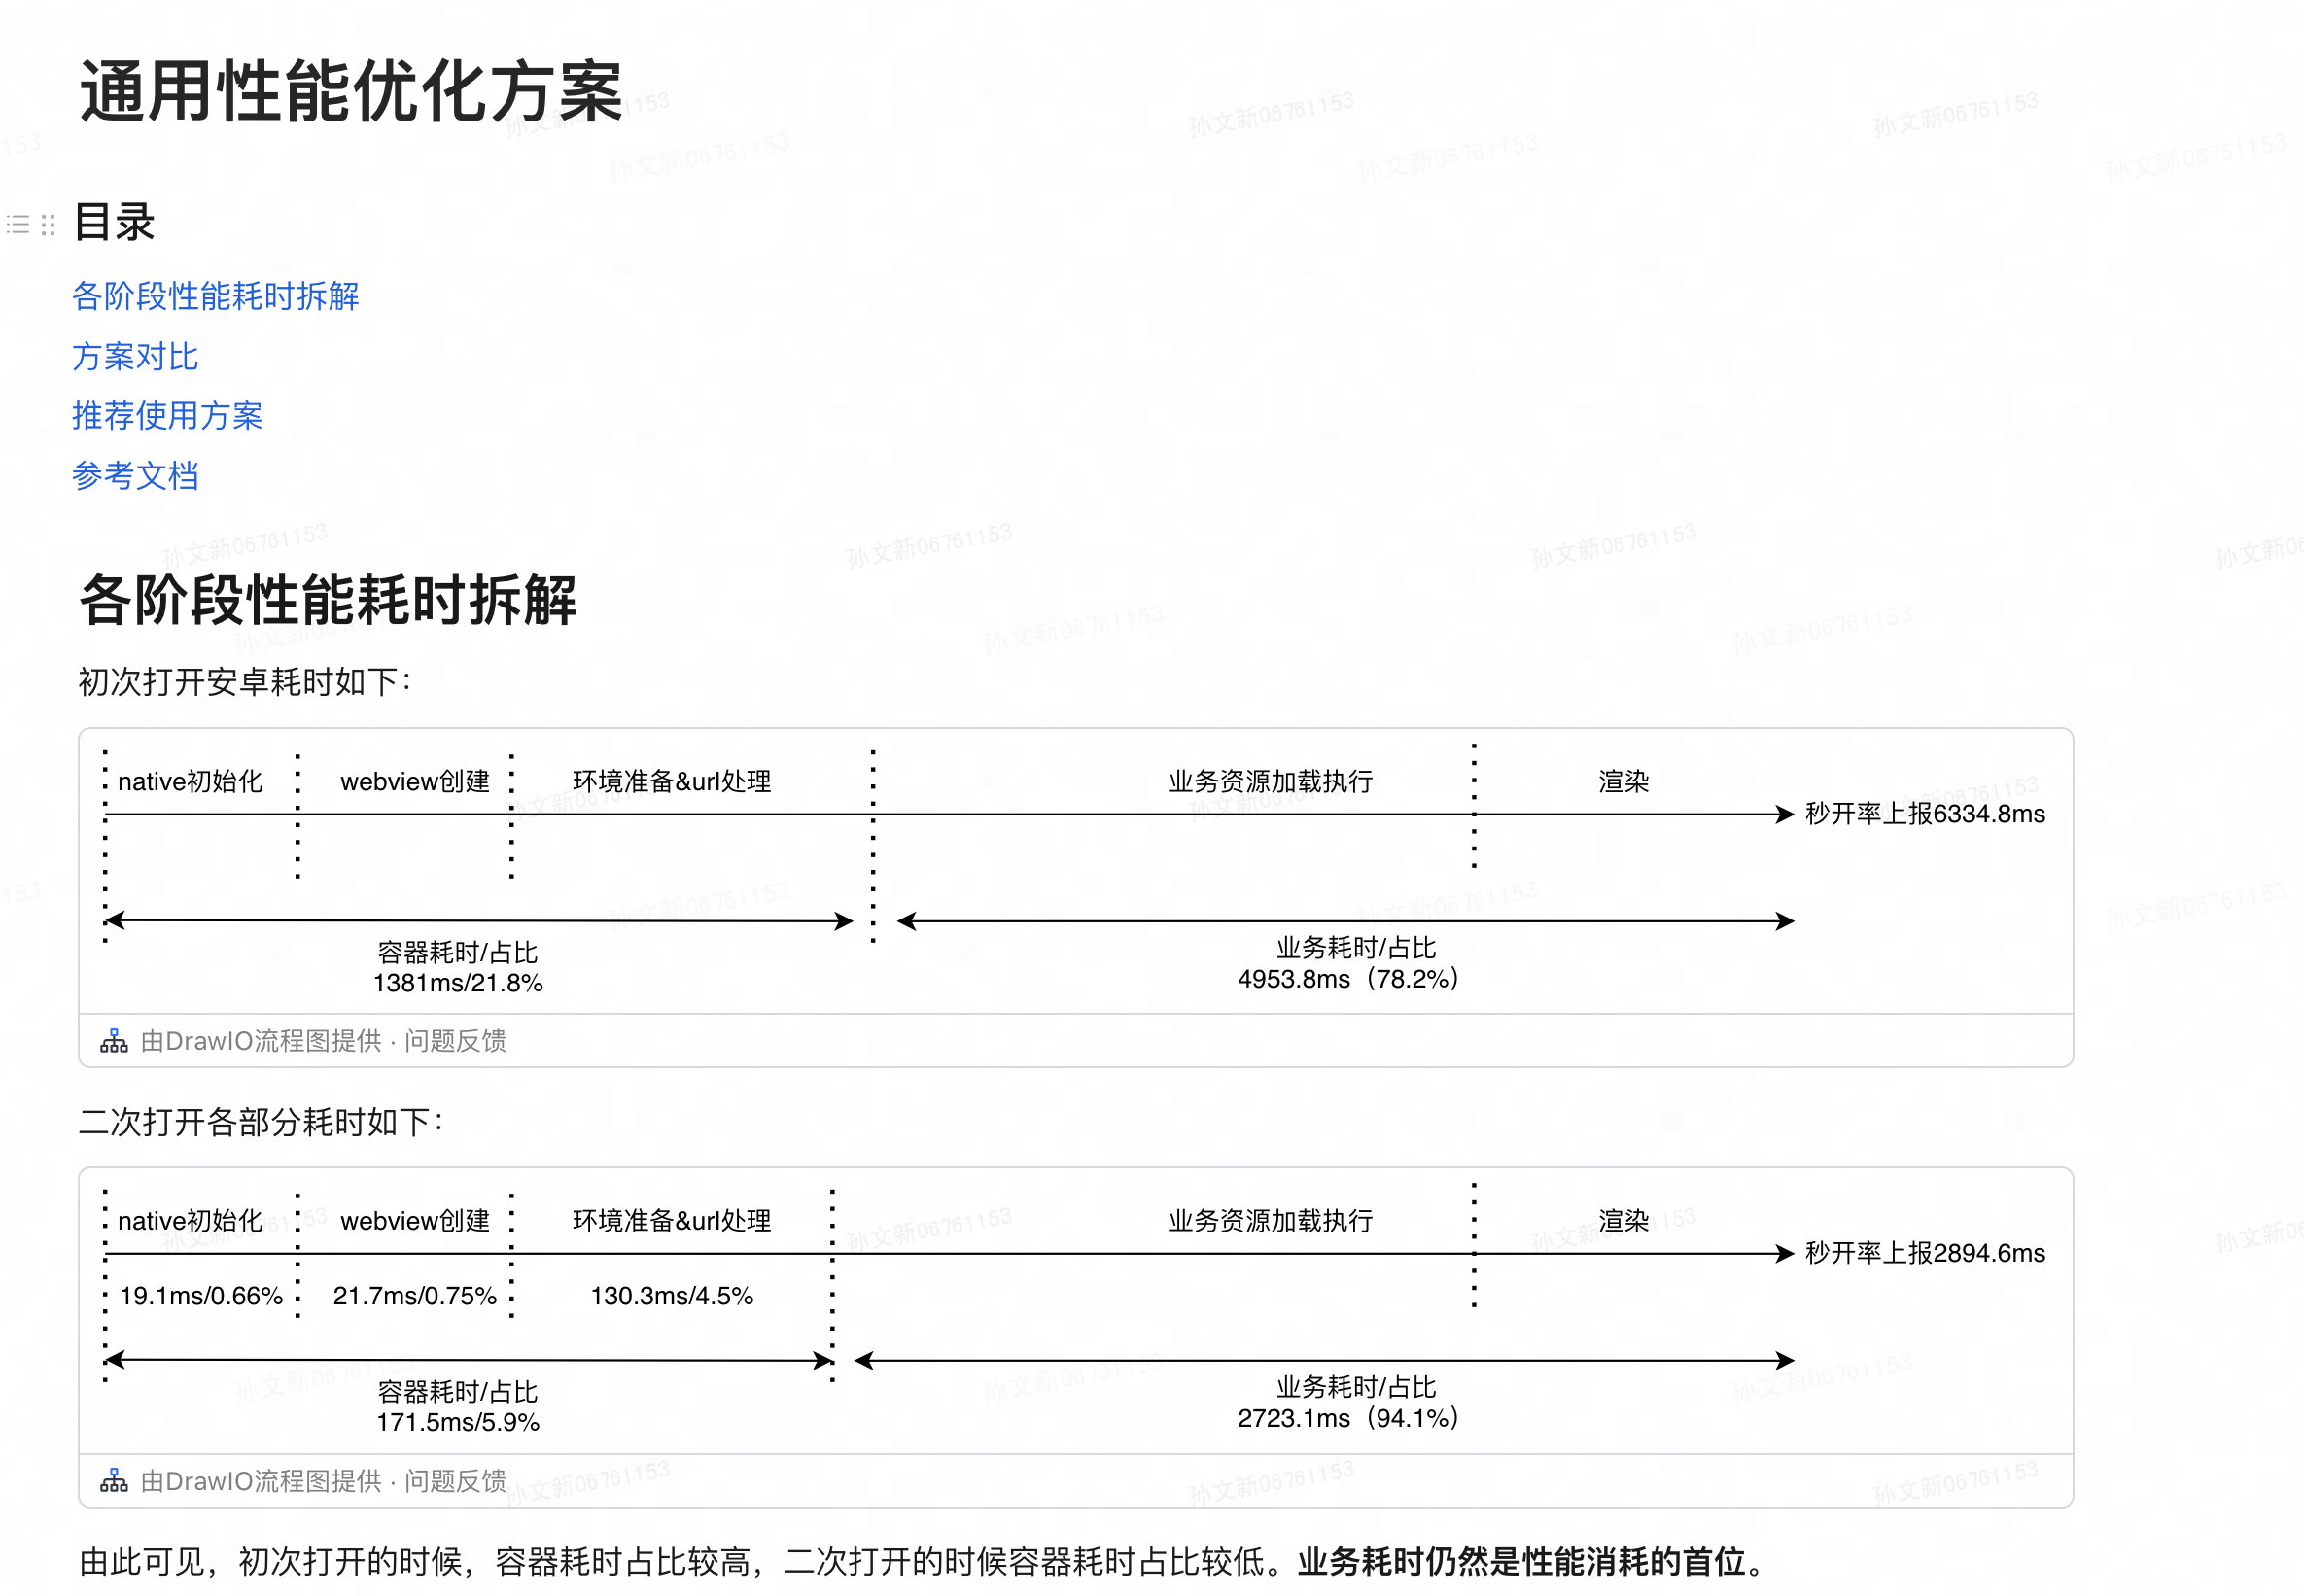 通用性能优化方案
目录
各阶段性能耗时拆解
方案对比
推荐使用方案
参考文档
各阶段性能耗时拆解
初次打开安卓耗时如下：
native初始化
webview创建
环境准备&url处理
业务资源加载执行
渲染
秒开率上报6334.8ms
容器耗时/占比
1381ms/21.8%
业务耗时/占比
4953.8ms（78.2%）
由DrawIO流程图提供 · 问题反馈
二次打开各部分耗时如下：
native初始化
webview创建
环境准备&url处理
业务资源加载执行
渲染
秒开率上报2894.6ms
19.1ms/0.66%
21.7ms/0.75%
130.3ms/4.5%
容器耗时/占比
171.5ms/5.9%
业务耗时/占比
2723.1ms（94.1%）
由DrawIO流程图提供 · 问题反馈
由此可见，初次打开的时候，容器耗时占比较高，二次打开的时候容器耗时占比较低。业务耗时仍然是性能消耗的首位。
孙文新06761153